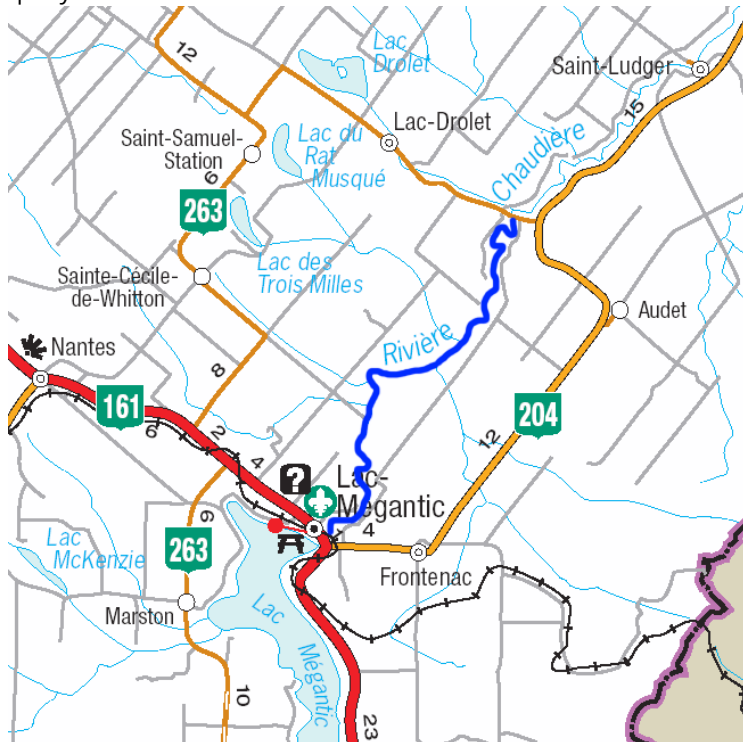 12
Lac
Drolet
Saint-Ludger
15
Saint-Samuel-
Station
Lac du
Rat
Musqué
Lac-Drolet
Chaudière
6
263
Sainte-Cécile-
de-Whitton
Lac des
Trois Milles
Audet
Rivière
Nantes
8
161
6
2
4
204
12
?
Lac-
Mégantic
4
6
Lac
McKenzie
263
Frontenac
Marston
Lac
Mégantic
10
23